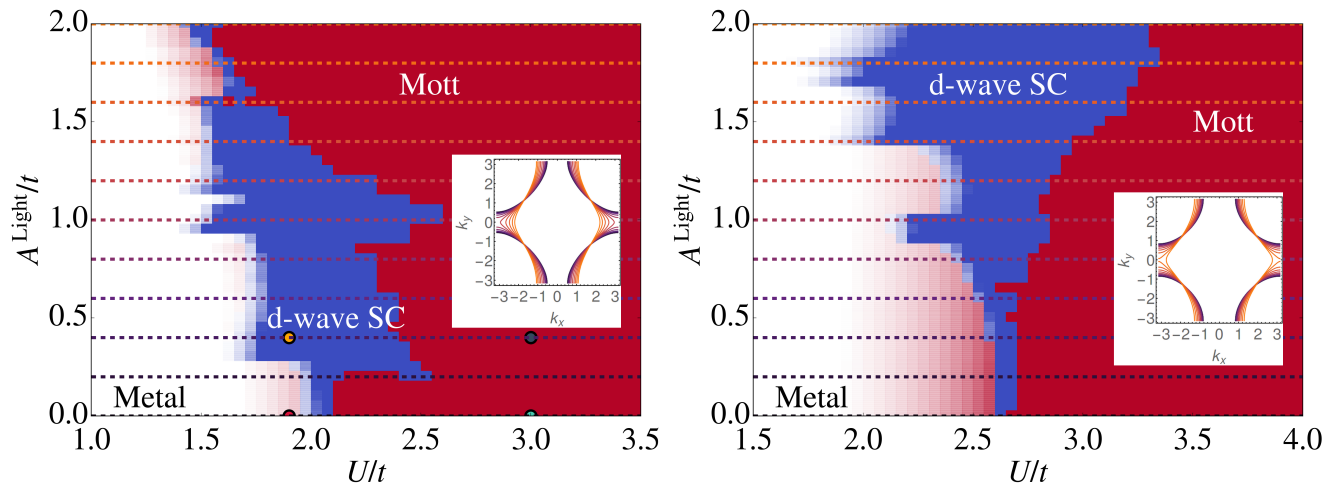 2.0
1.5
1.0
0.5
0.0
A^Light/t
Mott
d-wave SC
Metal
1.0 1.5 2.0 2.5 3.0 3.5
U/t
3
2
1
0
−1
−2
−3
k_y
−3 −2 −1 0 1 2 3
k_x
2.0
1.5
1.0
0.5
0.0
A^Light/t
d-wave SC
Mott
Metal
1.5 2.0 2.5 3.0 3.5 4.0
U/t
3
2
1
0
−1
−2
−3
k_y
−3 −2 −1 0 1 2 3
k_x